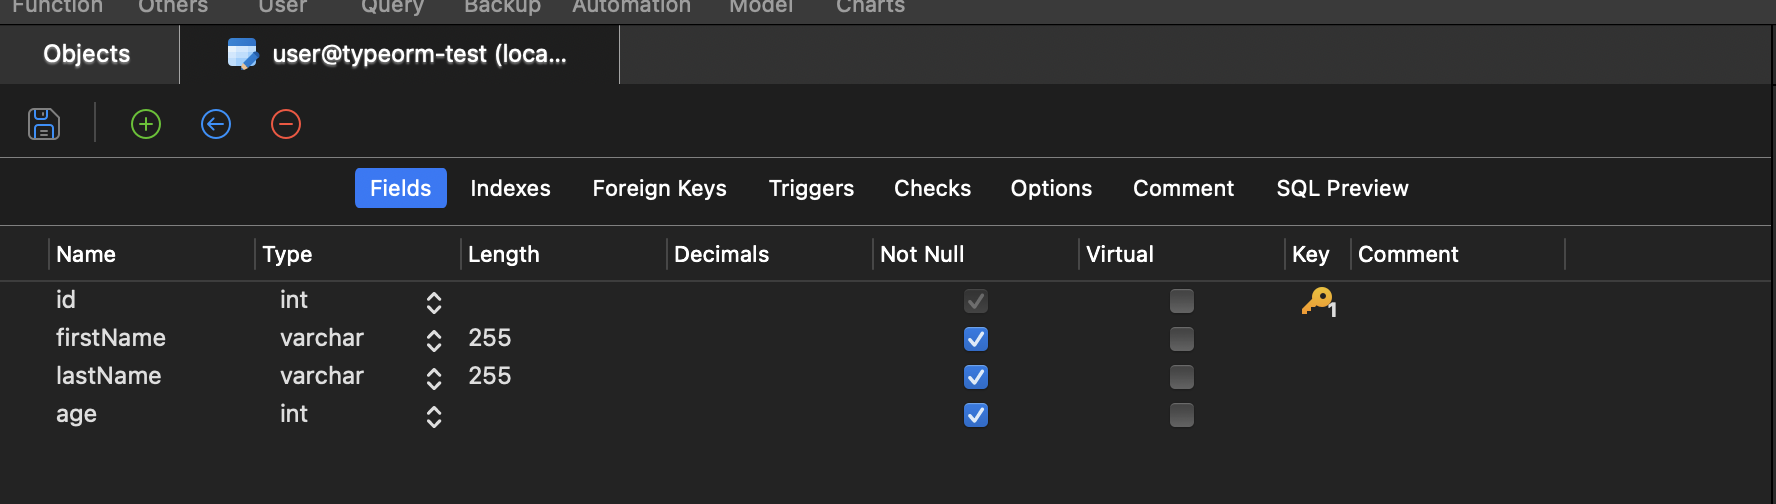 Function Others User Query Backup Automation Model Charts
Objects user@typeorm-test (loca...
Fields Indexes Foreign Keys Triggers Checks Options Comment SQL Preview
Name Type Length Decimals Not Null Virtual Key Comment
id int 1
firstName varchar 255
lastName varchar 255
age int